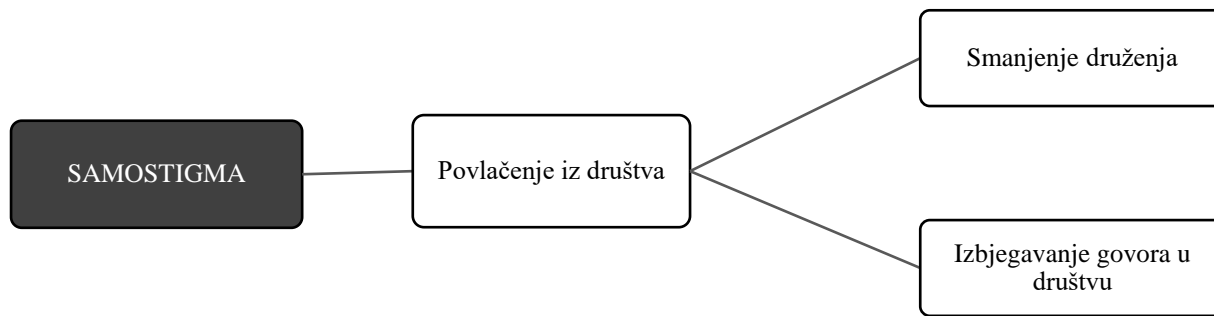 SAMOSTIGMA
Povlačenje iz društva
Smanjenje druženja
Izbjegavanje govora u
društvu